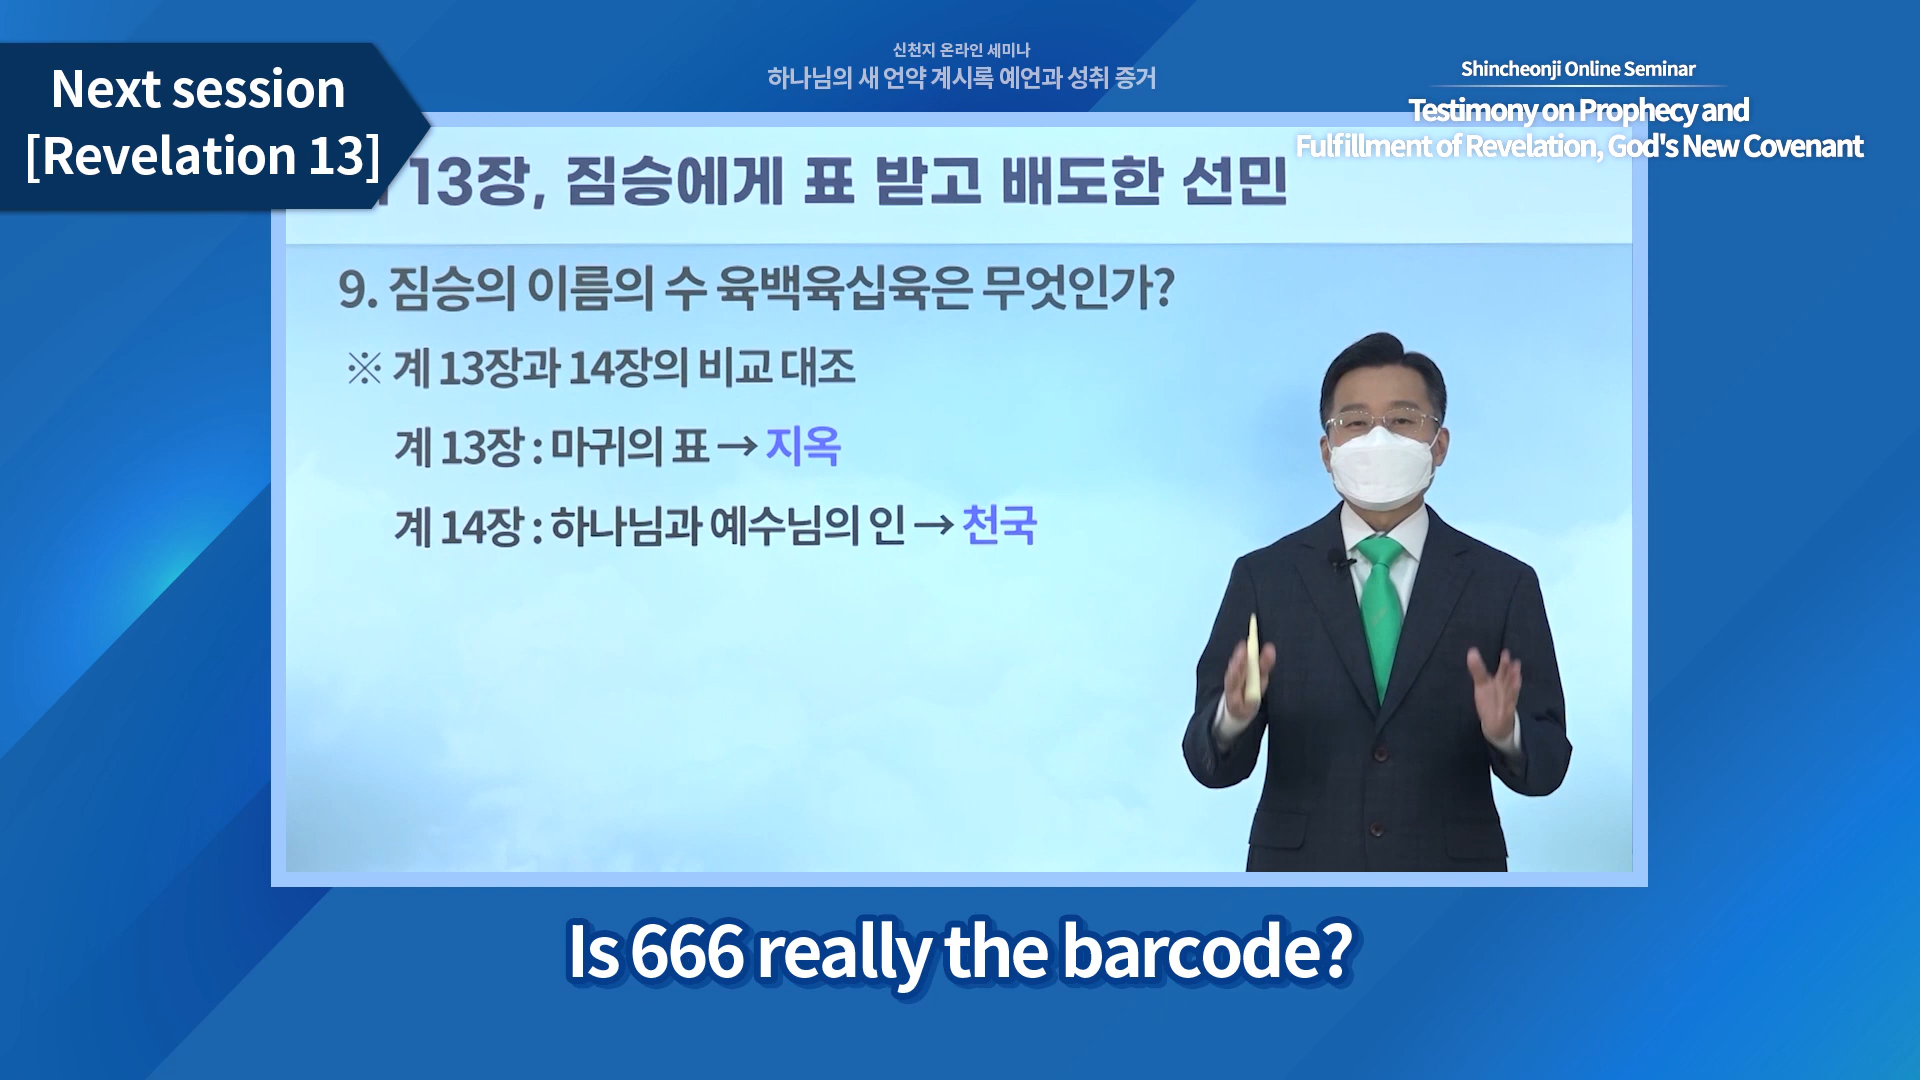 Next session
[Revelation 13]
신천지 온라인 세미나
하나님의 새 언약 계시록 예언과 성취 증거
Shincheonji Online Seminar
Testimony on Prophecy and
Fulfillment of Revelation, God's New Covenant
13장, 짐승에게 표 받고 배도한 선민
9. 짐승의 이름의 수 육백육십육은 무엇인가?
※ 계 13장과 14장의 비교 대조
계 13장 : 마귀의 표 → 지옥
계 14장 : 하나님과 예수님의 인 → 천국
Is 666 really the barcode?